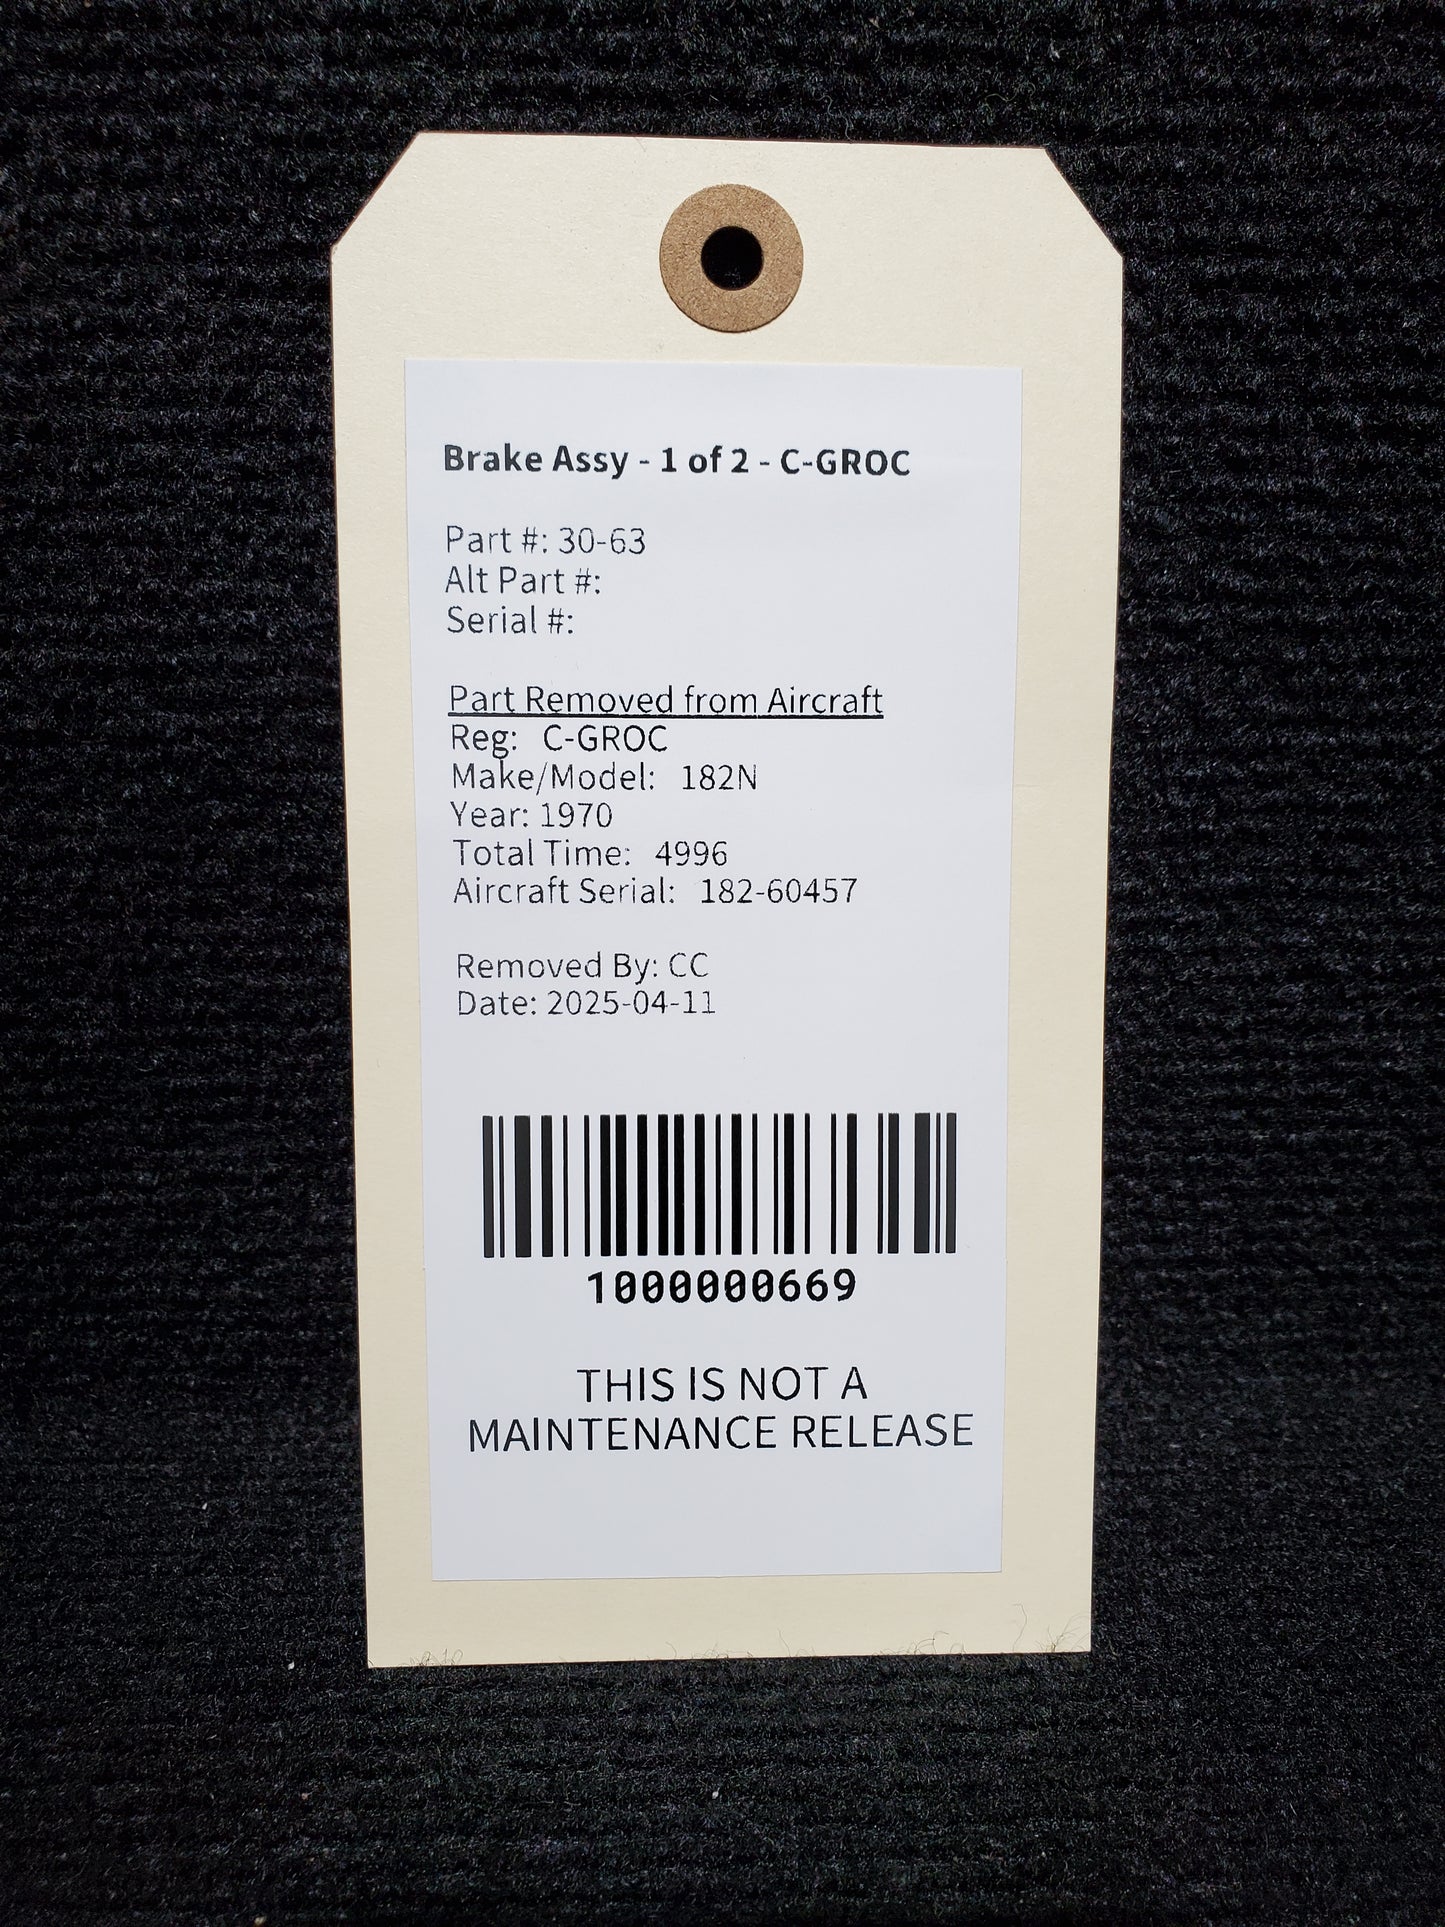 Brake Assy - 1 of 2 - C-GROC
Part #: 30-63
Alt Part #:
Serial #:
Part Removed from Aircraft
Reg: C-GROC
Make/Model: 182N
Year: 1970
Total Time: 4996
Aircraft Serial: 182-60457
Removed By: CC
Date: 2025-04-11
1000000669
THIS IS NOT A
MAINTENANCE RELEASE